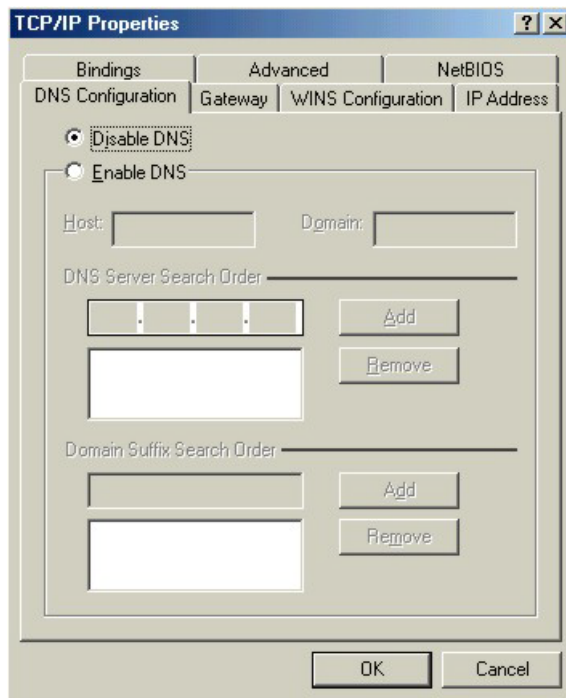 TCP/IP Properties
Bindings Advanced NetBIOS
DNS Configuration Gateway WINS Configuration IP Address
Disable DNS
Enable DNS
Host: Domain:
DNS Server Search Order
. . . Add
Remove
Domain Suffix Search Order
Add
Remove
OK Cancel